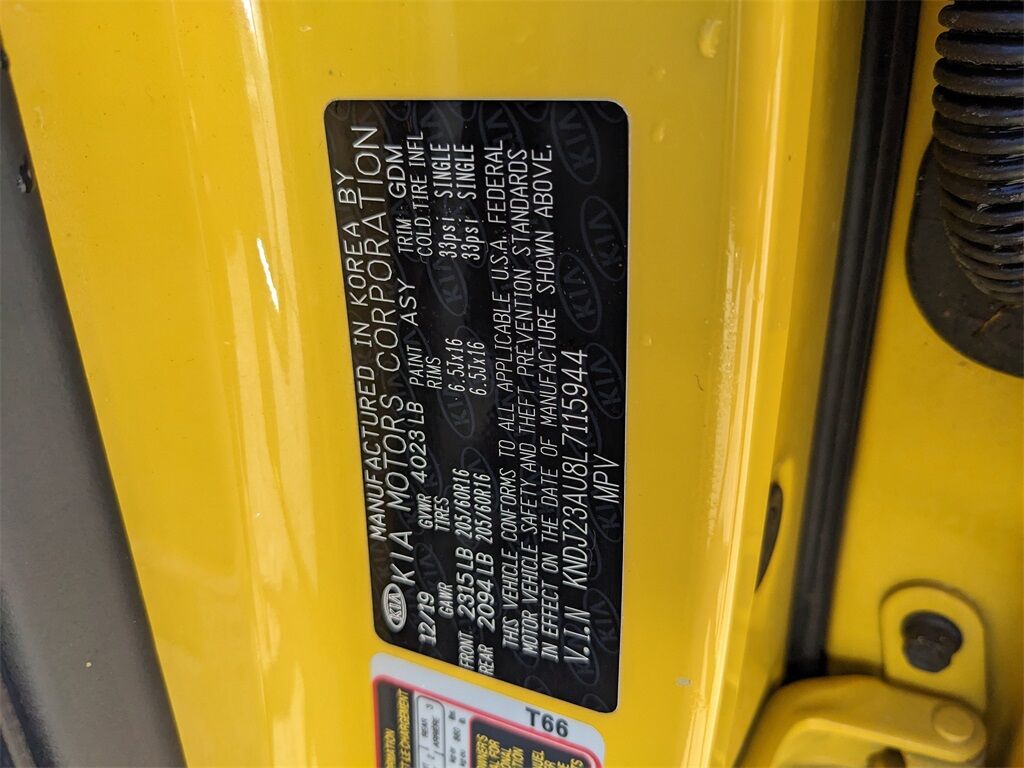 MANUFACTURED IN KOREA BY
KIA KIA MOTORS CORPORATION
12/19 GVWR 4023LB PAINT ASY TRIM GDM
GAWR TIRES RIMS COLD TIRE INFL
FRONT 2315LB 205/60R16 6.5Jx16 33psi SINGLE
REAR 2094LB 205/60R16 6.5Jx16 33psi SINGLE
THIS VEHICLE CONFORMS TO ALL APPLICABLE U.S.A. FEDERAL
MOTOR VEHICLE SAFETY AND THEFT PREVENTION STANDARDS
IN EFFECT ON THE DATE OF MANUFACTURE SHOWN ABOVE.
V.I.N KNDJ23AU8L7115944
MPV
T66
REAR
ARRIERE